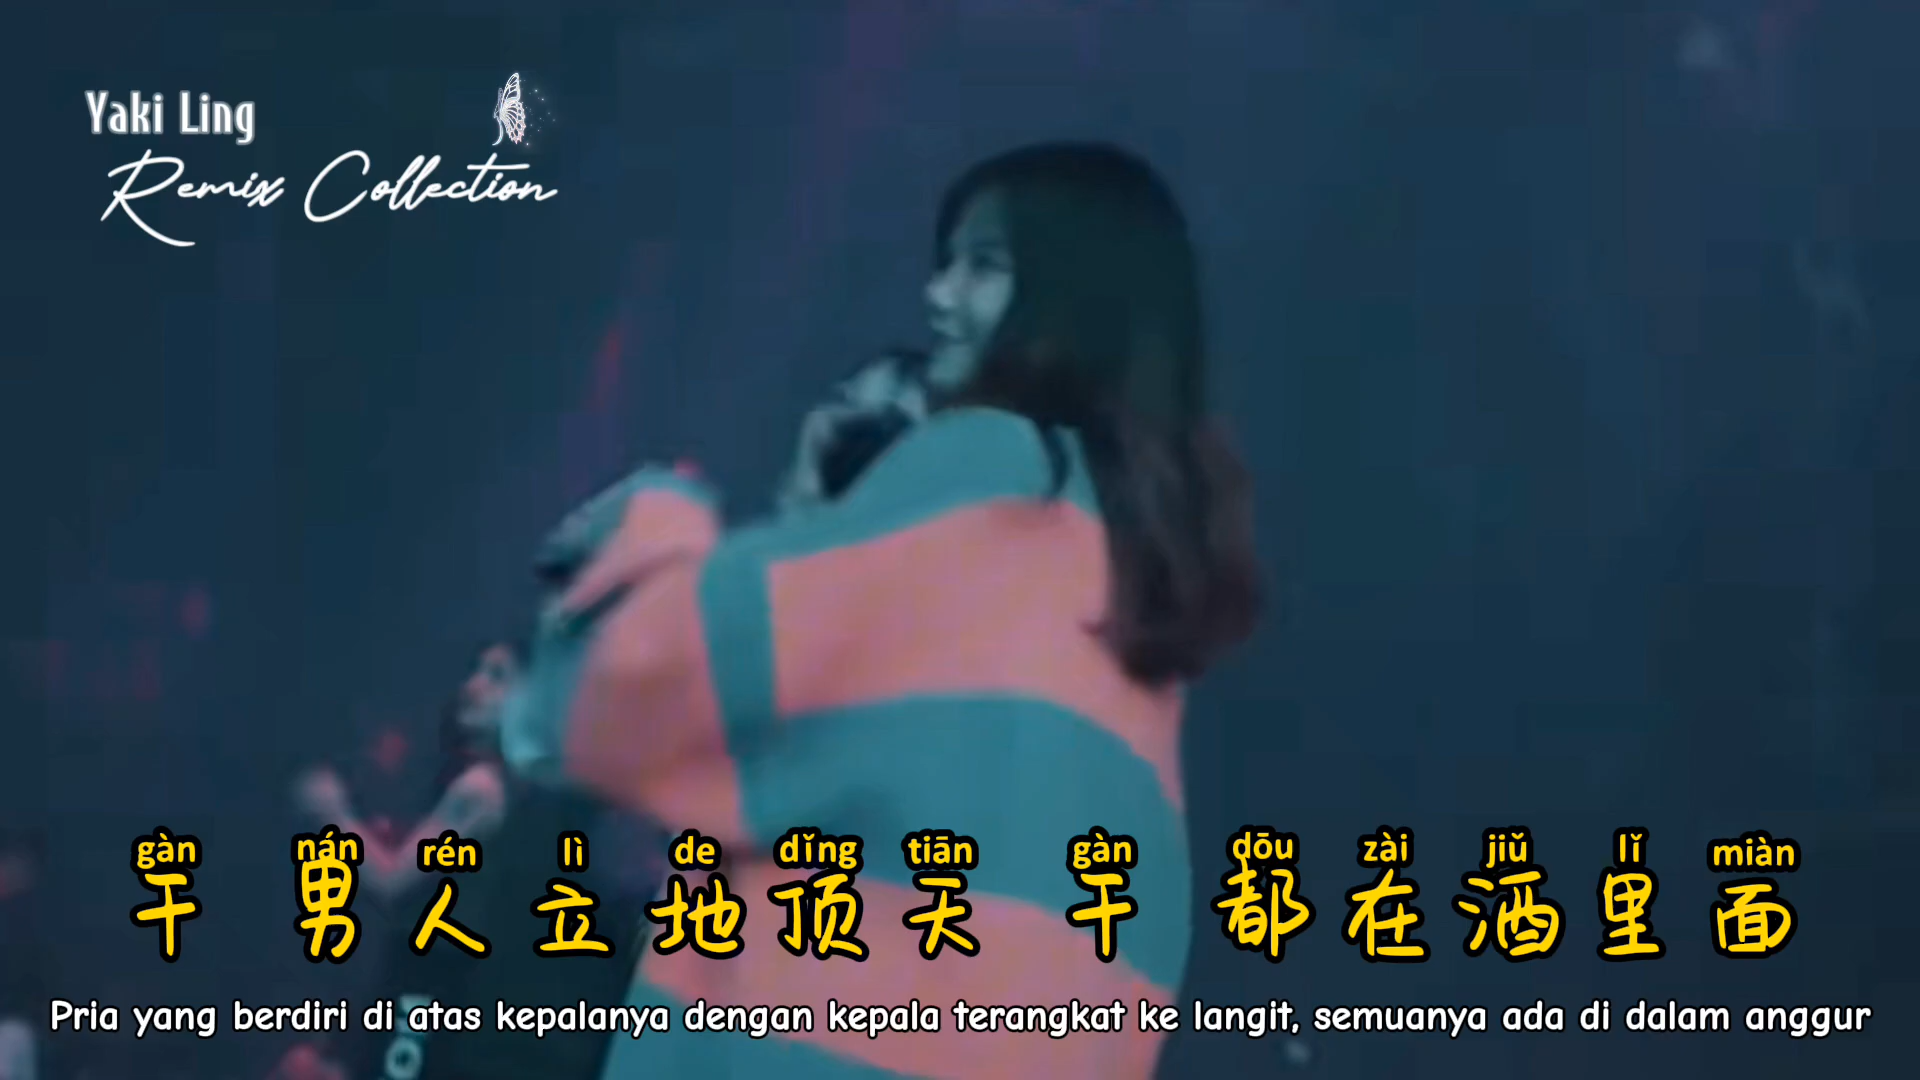 Yaki Ling
Remix Collection
gàn nán rén lì de dǐng tiān gàn dōu zài jiǔ lǐ miàn
干 男人立地顶天 干 都在酒里面
Pria yang berdiri di atas kepalanya dengan kepala terangkat ke langit, semuanya ada di dalam anggur